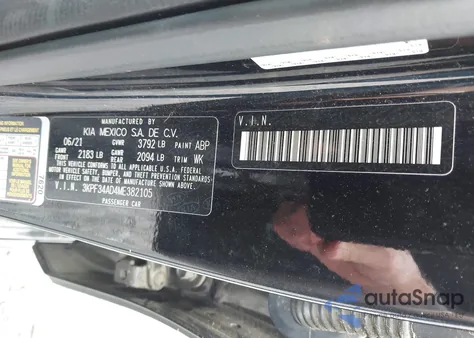 MANUFACTURED BY
KIA MEXICO S.A. DE C.V.
06/21 GVWR 3792 LB PAINT ABP
FRONT 2183 LB REAR 2094 LB TRIM WK
THIS VEHICLE CONFORMS TO ALL APPLICABLE U.S.A. FEDERAL
MOTOR VEHICLE SAFETY, BUMPER, AND THEFT
PREVENTION STANDARDS IN EFFECT ON THE DATE OF
MANUFACTURE SHOWN ABOVE.
V.I.N. 3KPF34AD4ME382105
PASSENGER CAR
V.I.N.
autoSnap